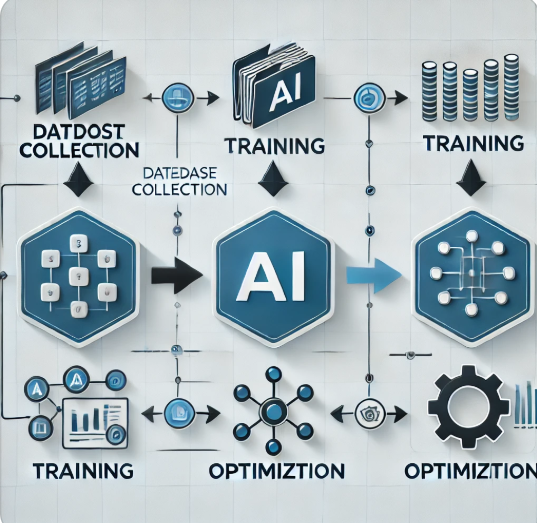 DATDOST
COLLECTION
AI
TRAINING
TRAINING
DATEDASE
COLLECTION
AI
TRAINING
OPTIMIZTION
OPTIMIZTION